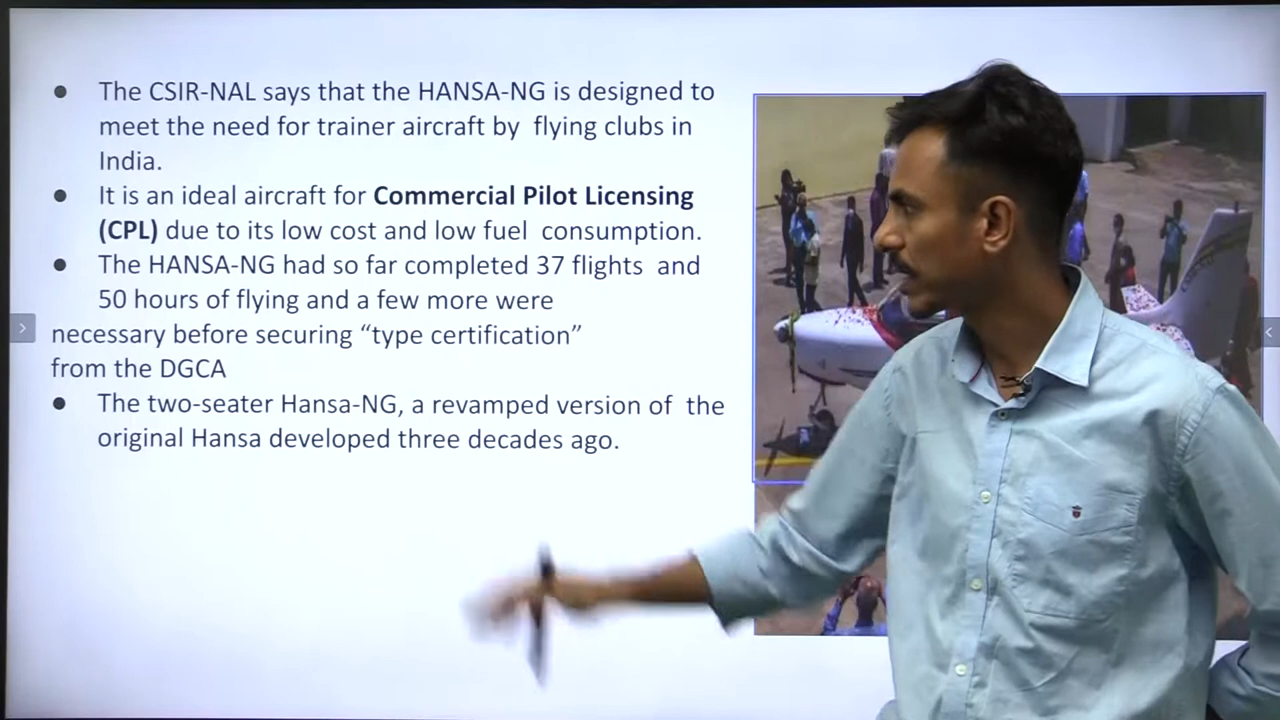 ● The CSIR-NAL says that the HANSA-NG is designed to
meet the need for trainer aircraft by flying clubs in
India.
● It is an ideal aircraft for Commercial Pilot Licensing
(CPL) due to its low cost and low fuel consumption.
● The HANSA-NG had so far completed 37 flights and
50 hours of flying and a few more were
necessary before securing “type certification”
from the DGCA
● The two-seater Hansa-NG, a revamped version of the
original Hansa developed three decades ago.